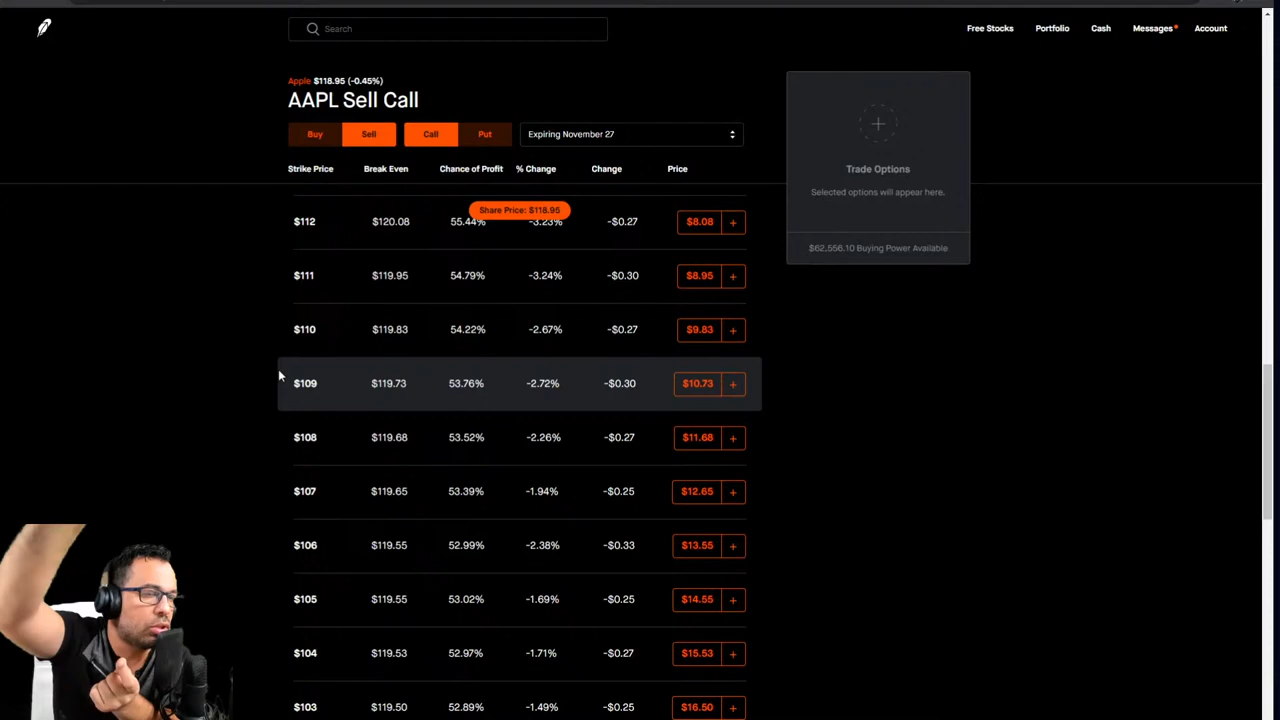 Search
Free Stocks Portfolio Cash Messages Account
Apple $118.95 (-0.45%)
AAPL Sell Call
Buy Sell Call Put Expiring November 27
Strike Price Break Even Chance of Profit % Change Change Price
Share Price: $118.95
$112 $120.08 55.44% -3.23% -$0.27 $8.08 +
$111 $119.95 54.79% -3.24% -$0.30 $8.95 +
$110 $119.83 54.22% -2.67% -$0.27 $9.83 +
$109 $119.73 53.76% -2.72% -$0.30 $10.73 +
$108 $119.68 53.52% -2.26% -$0.27 $11.68 +
$107 $119.65 53.39% -1.94% -$0.25 $12.65 +
$106 $119.55 52.99% -2.38% -$0.33 $13.55 +
$105 $119.55 53.02% -1.69% -$0.25 $14.55 +
$104 $119.53 52.97% -1.71% -$0.27 $15.53 +
$103 $119.50 52.89% -1.49% -$0.25 $16.50 +
+
Trade Options
Selected options will appear here.
$62,556.10 Buying Power Available